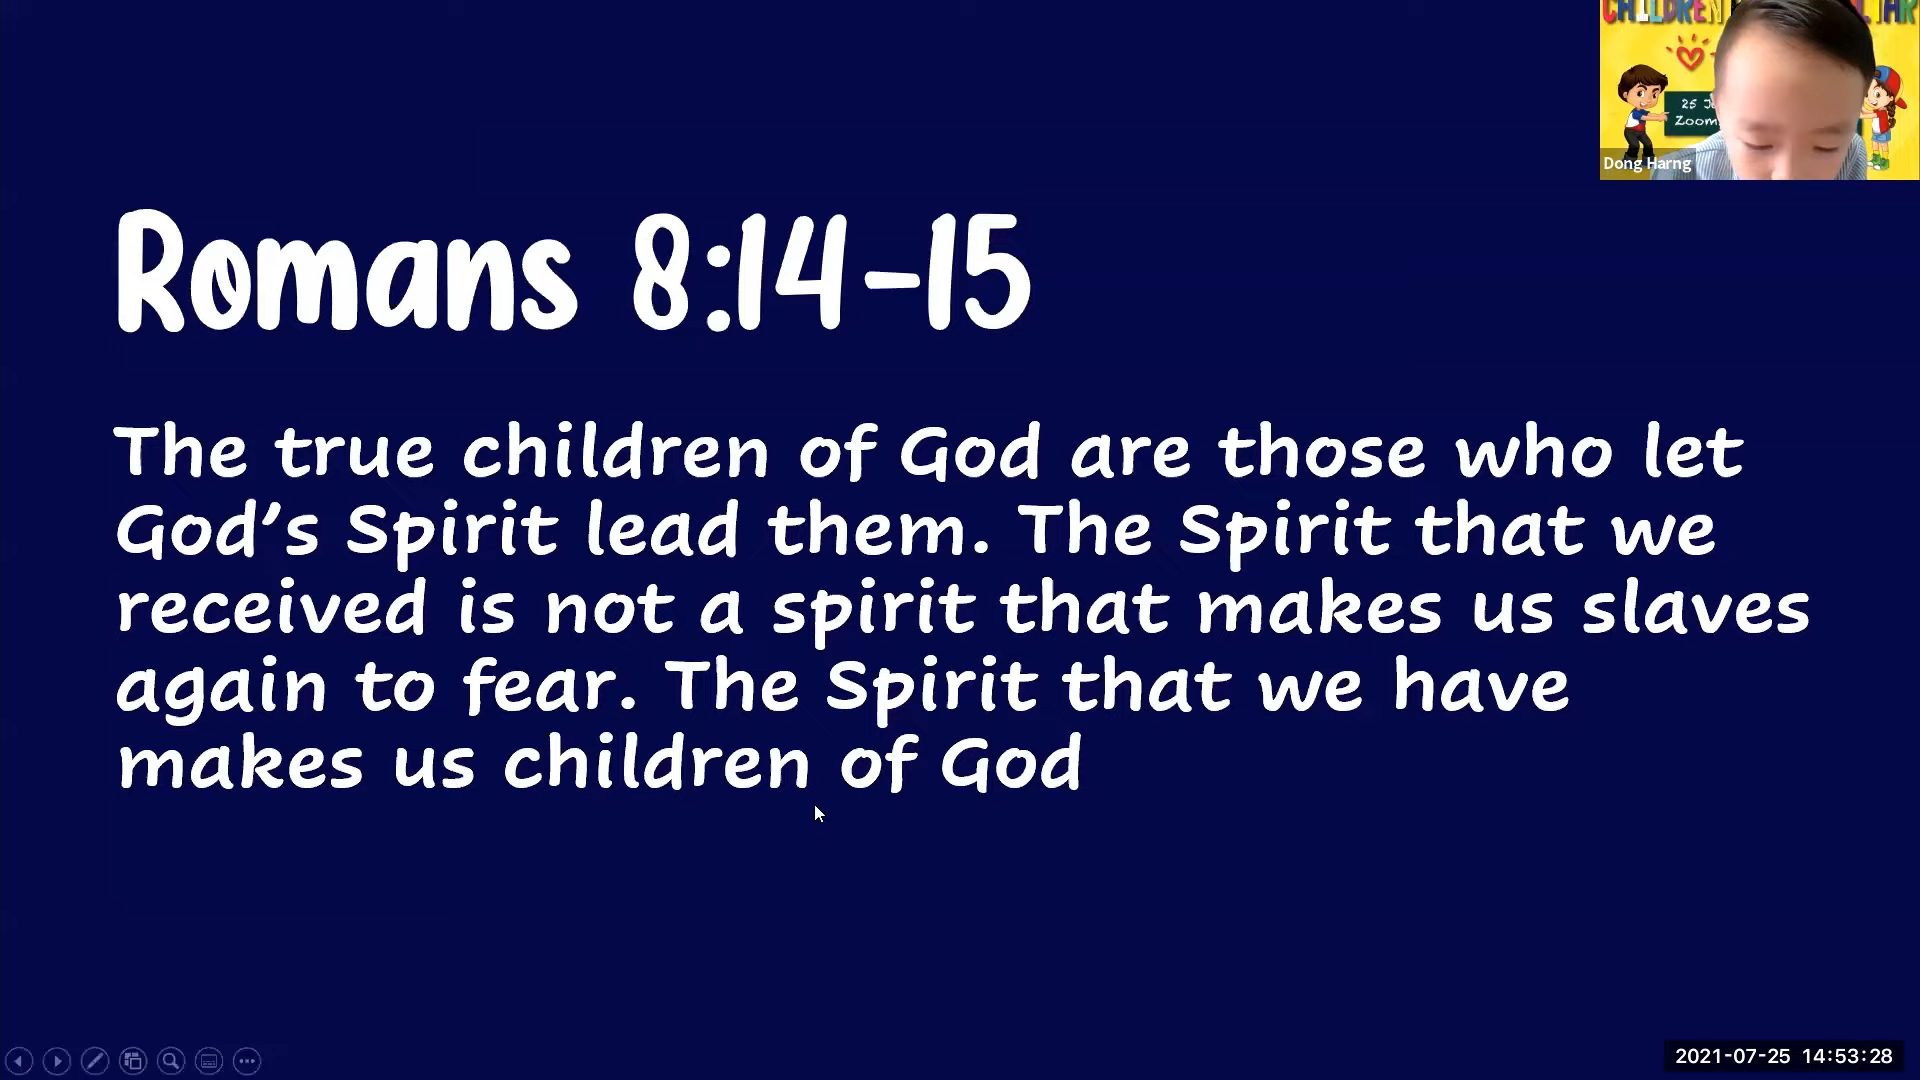 CHILDREN
Dong Harng
Romans 8:14-15
The true children of God are those who let
God's Spirit lead them. The Spirit that we
received is not a spirit that makes us slaves
again to fear. The Spirit that we have
makes us children of God
2021-07-25 14:53:28